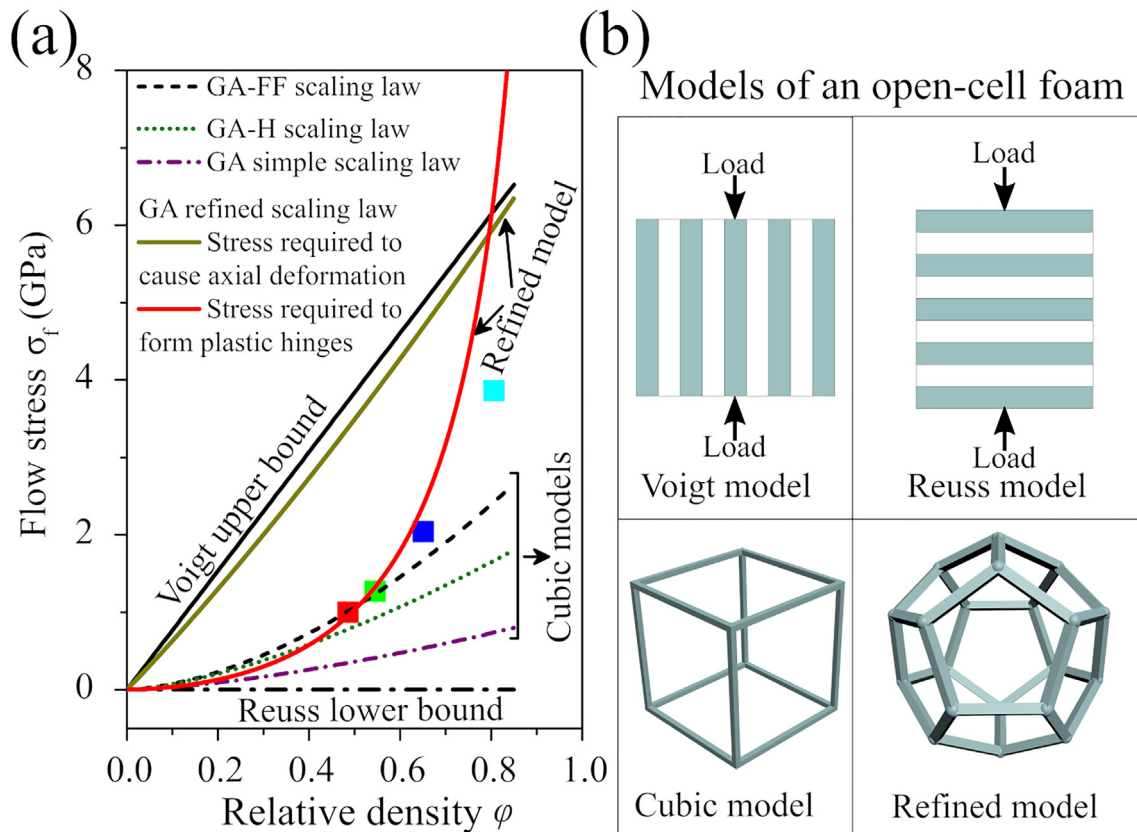 (a)
8
6
4
2
0
Flow stress σf (GPa)
GA-FF scaling law
GA-H scaling law
GA simple scaling law
GA refined scaling law
Stress required to
cause axial deformation
Stress required to
form plastic hinges
Voigt upper bound
Refined model
Cubic models
Reuss lower bound
0.0 0.2 0.4 0.6 0.8 1.0
Relative density φ
(b)
Models of an open-cell foam
Load
Load
Voigt model
Load
Load
Reuss model
Cubic model
Refined model